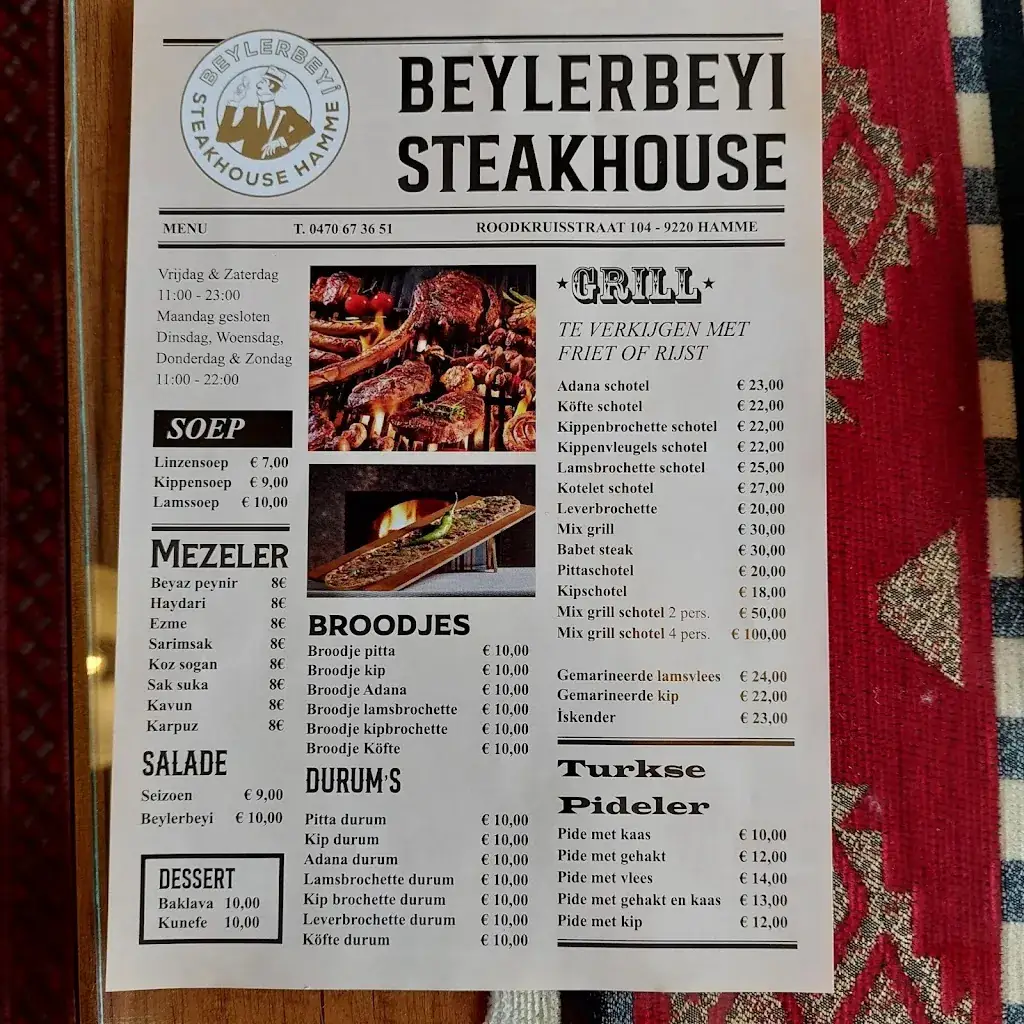 BEYLERBEYİ
STEAKHOUSE HAMME
BEYLERBEYI
STEAKHOUSE
MENU T. 0470 67 36 51 ROODKRUISSTRAAT 104 - 9220 HAMME
Vrijdag & Zaterdag
11:00 - 23:00
Maandag gesloten
Dinsdag, Woensdag,
Donderdag & Zondag
11:00 - 22:00
SOEP
Linzensoep € 7,00
Kippensoep € 9,00
Lamssoep € 10,00
MEZELER
Beyaz peynir 8€
Haydari 8€
Ezme 8€
Sarimsak 8€
Koz sogan 8€
Sak suka 8€
Kavun 8€
Karpuz 8€
SALADE
Seizoen € 9,00
Beylerbeyi € 10,00
DESSERT
Baklava 10,00
Kunefe 10,00
BROODJES
Broodje pitta € 10,00
Broodje kip € 10,00
Broodje Adana € 10,00
Broodje lamsbrochette € 10,00
Broodje kipbrochette € 10,00
Broodje Köfte € 10,00
DURUM'S
Pitta durum € 10,00
Kip durum € 10,00
Adana durum € 10,00
Lamsbrochette durum € 10,00
Kip brochette durum € 10,00
Leverbrochette durum € 10,00
Köfte durum € 10,00
GRILL
TE VERKIJGEN MET
FRIET OF RIJST
Adana schotel € 23,00
Köfte schotel € 22,00
Kippenbrochette schotel € 22,00
Kippenvleugels schotel € 22,00
Lamsbrochette schotel € 25,00
Kotelet schotel € 27,00
Leverbrochette € 20,00
Mix grill € 30,00
Babet steak € 30,00
Pittaschotel € 20,00
Kipschotel € 18,00
Mix grill schotel 2 pers. € 50,00
Mix grill schotel 4 pers. € 100,00
Gemarineerde lamsvlees € 24,00
Gemarineerde kip € 22,00
İskender € 23,00
Turkse
Pideler
Pide met kaas € 10,00
Pide met gehakt € 12,00
Pide met vlees € 14,00
Pide met gehakt en kaas € 13,00
Pide met kip € 12,00